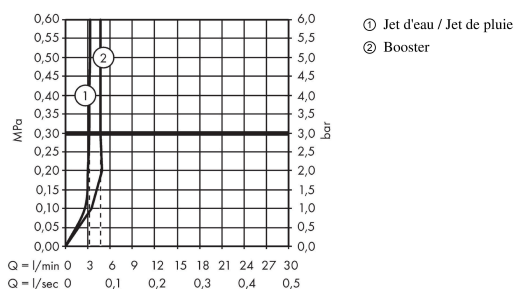 0,60 6,0
0,55 5,5
0,50 5,0
0,45 4,5
0,40 4,0
0,35 3,5
0,30 3,0
0,25 2,5
0,20 2,0
0,15 1,5
0,10 1,0
0,05 0,5
0,00 0,0
MPa
bar
1
2
Q = l/min 0 3 6 9 12 15 18 21 24 27 30
Q = l/sec 0 0,1 0,2 0,3 0,4 0,5
① Jet d'eau / Jet de pluie
② Booster